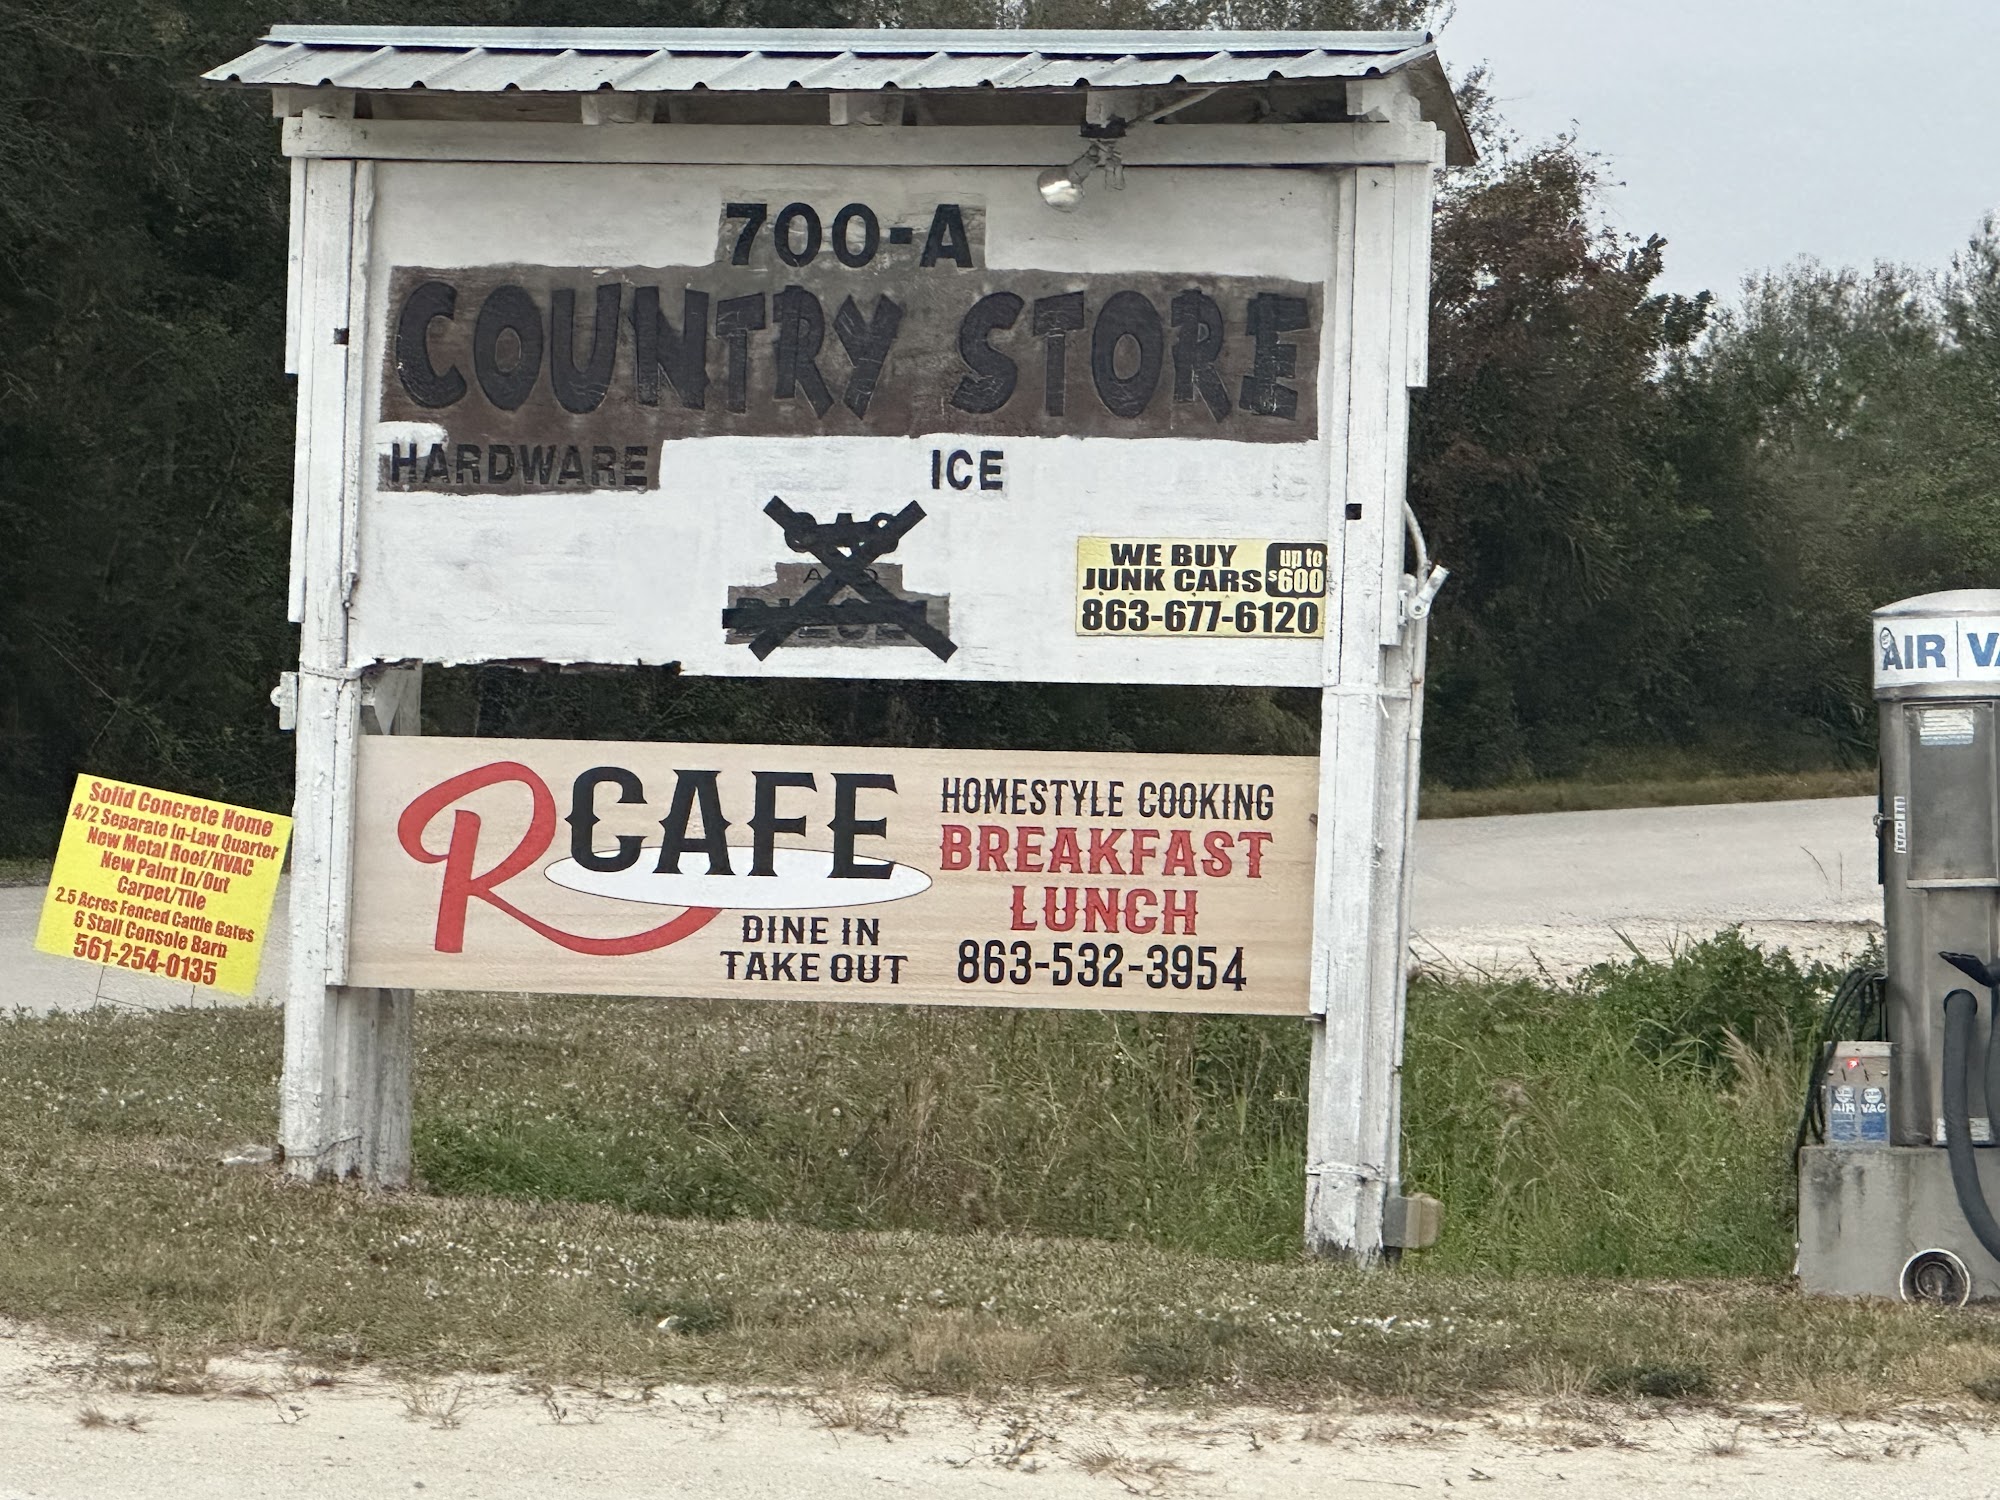 700-A
COUNTRY STORE
HARDWARE
ICE
WE BUY
JUNK CARS
up to
$600
863-677-6120
R CAFE
DINE IN
TAKE OUT
HOMESTYLE COOKING
BREAKFAST
LUNCH
863-532-3954
Solid Concrete Home
4/2 Separate In-Law Quarter
New Metal Roof/HVAC
New Paint In/Out
Carpet/Tile
2.5 Acres Fenced Cattle Gates
6 Stall Console Barn
561-254-0135
AIR VA
AIR VAC